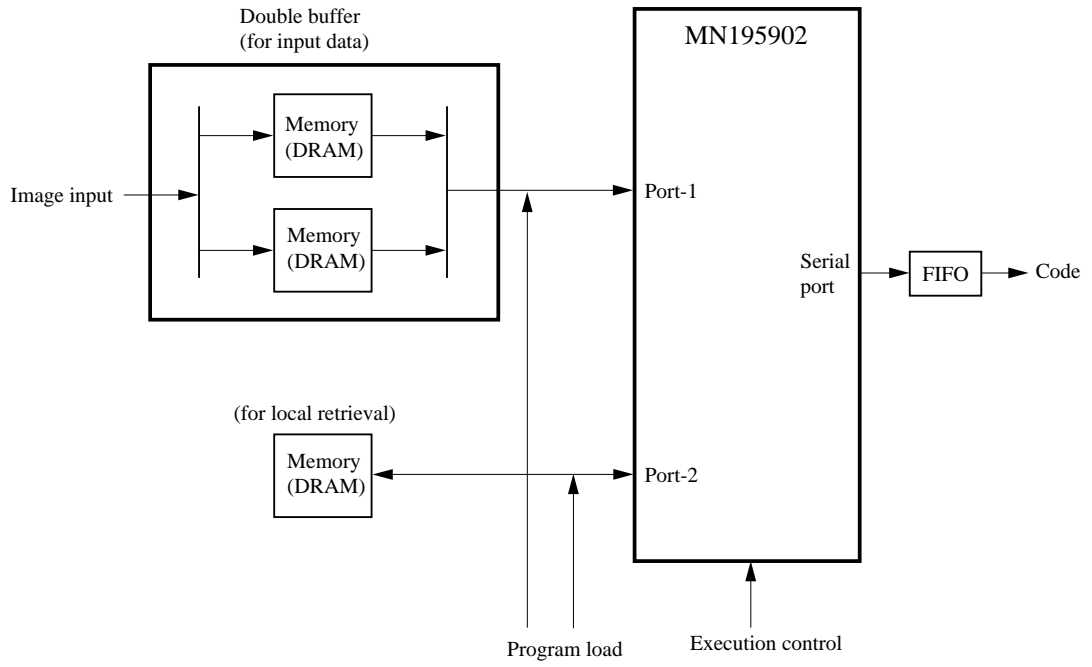 Double buffer
(for input data)
MN195902
Memory
(DRAM)
Image input
Port-1
Memory
(DRAM)
Serial
port
FIFO
Code
(for local retrieval)
Memory
(DRAM)
Port-2
Program load
Execution control